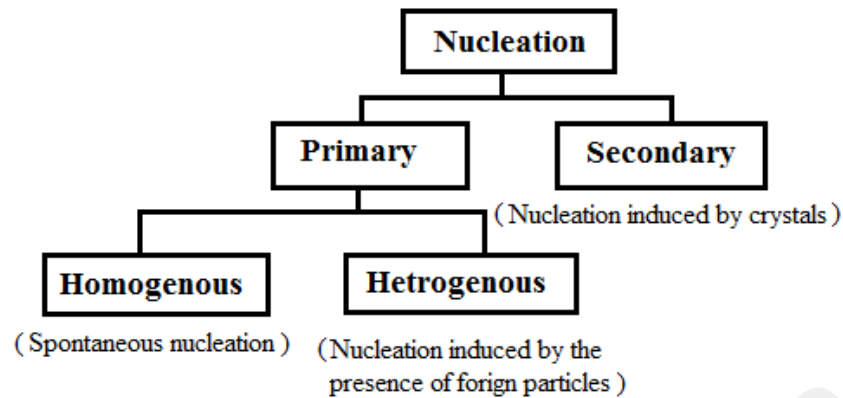 Nucleation
Primary
Secondary
(Nucleation induced by crystals)
Homogenous
Hetrogenous
(Spontaneous nucleation)
(Nucleation induced by the
presence of forign particles)